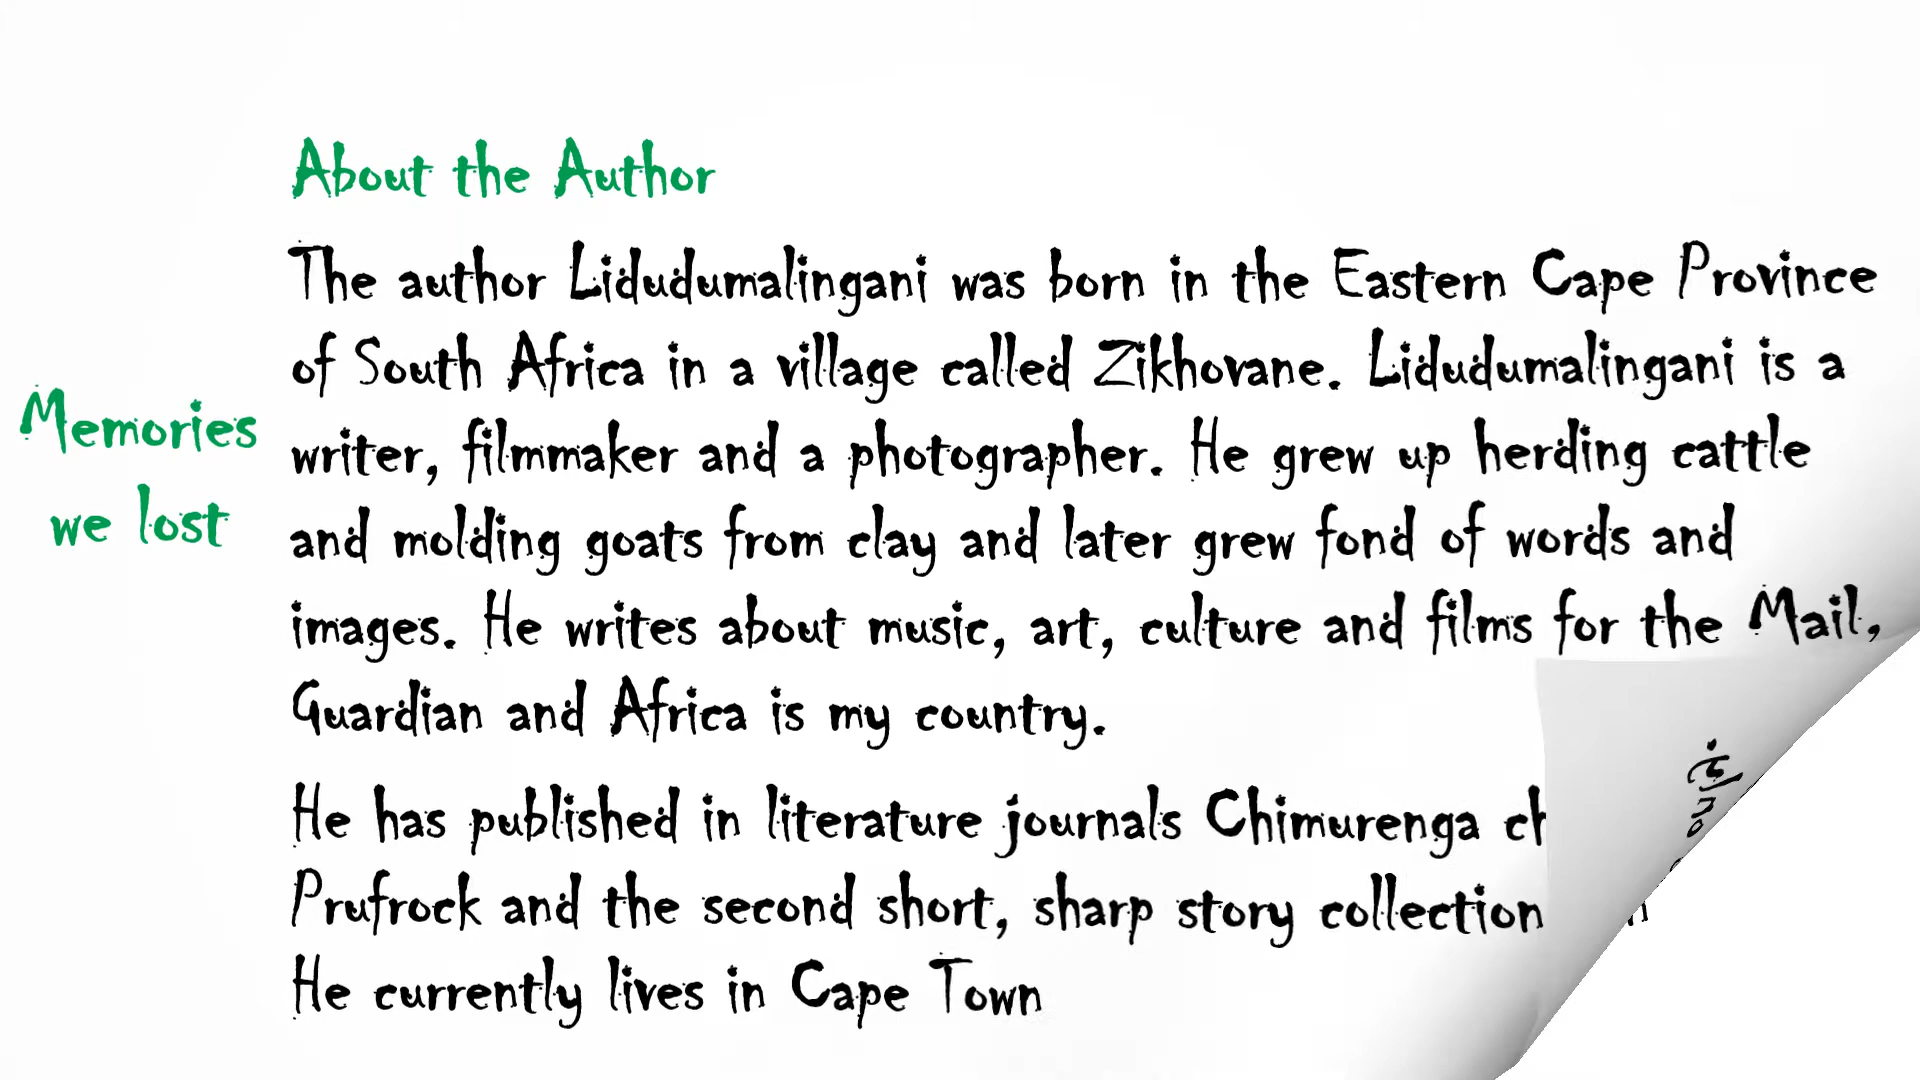 About the Author
The author Lidudumalingani was born in the Eastern Cape Province
of South Africa in a village called Zikhovane. Lidudumalingani is a
writer, filmmaker and a photographer. He grew up herding cattle
and molding goats from clay and later grew fond of words and
images. He writes about music, art, culture and films for the Mail,
Guardian and Africa is my country.
He has published in literature journals Chimurenga
Prufrock and the second short, sharp story collection
He currently lives in Cape Town
Memories
we lost